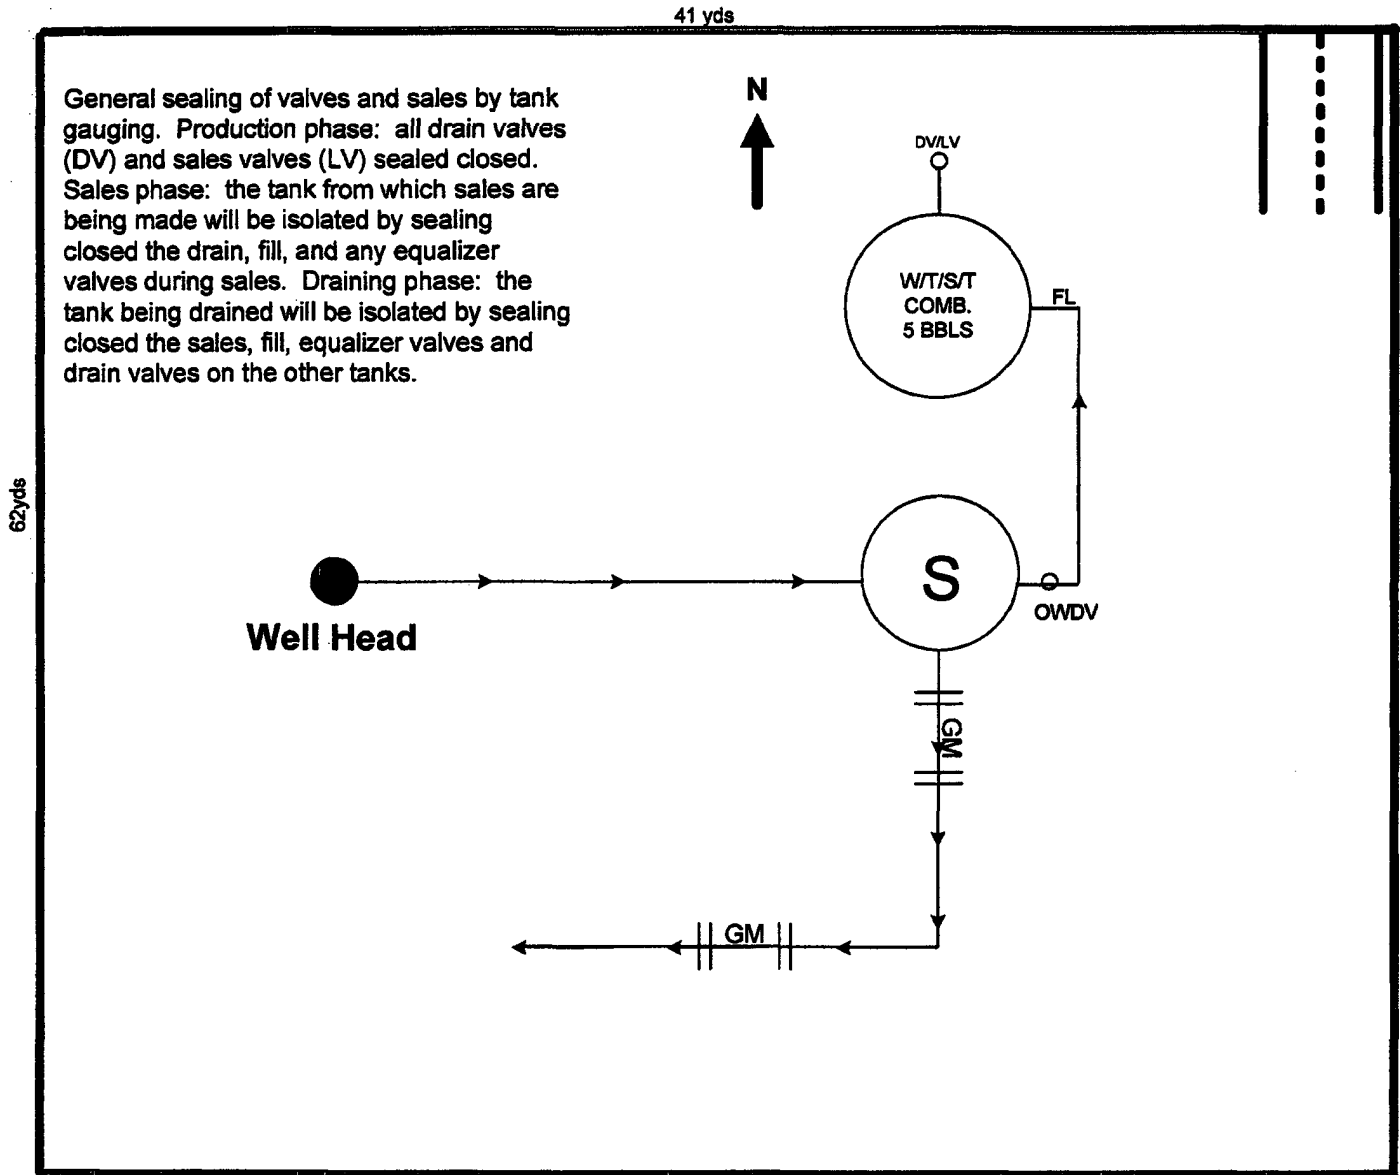 41 yds
General sealing of valves and sales by tank
gauging. Production phase: all drain valves
(DV) and sales valves (LV) sealed closed.
Sales phase: the tank from which sales are
being made will be isolated by sealing
closed the drain, fill, and any equalizer
valves during sales. Draining phase: the
tank being drained will be isolated by sealing
closed the sales, fill, equalizer valves and
drain valves on the other tanks.
N
DV/LV
W/T/S/T
COMB.
5 BBLS
FL
62yds
S
OWDV
Well Head
GM
GM